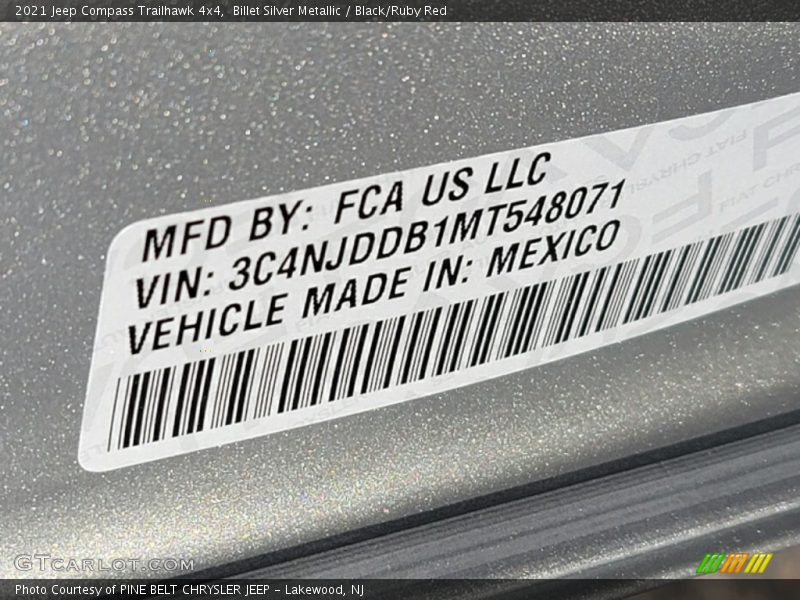 2021 Jeep Compass Trailhawk 4x4,  Billet Silver Metallic / Black/Ruby Red
MFD BY: FCA US LLC
VIN: 3C4NJDDB1MT548071
VEHICLE MADE IN: MEXICO
GTCARLOT.COM
Photo Courtesy of PINE BELT CHRYSLER JEEP - Lakewood, NJ